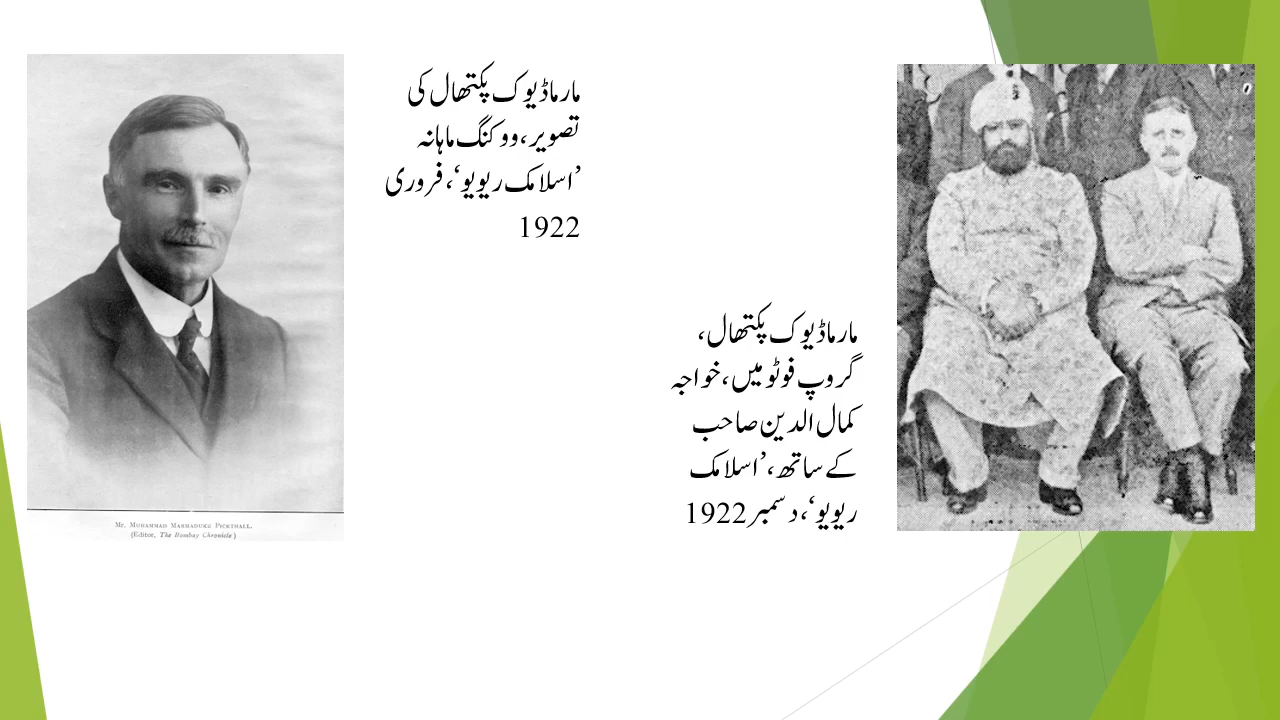 مارماڈیوک پکتھال کی
تصویر، ووکنگ ماہانہ
’اسلامک ریویو‘، فروری
1922
مارماڈیوک پکتھال،
گروپ فوٹو میں، خواجہ
کمال الدین صاحب
کے ساتھ، ’اسلامک
ریویو‘، دسمبر 1922
Mr. Muhammad Marmaduke Pickthall.
(Editor, The Bombay Chronicle)